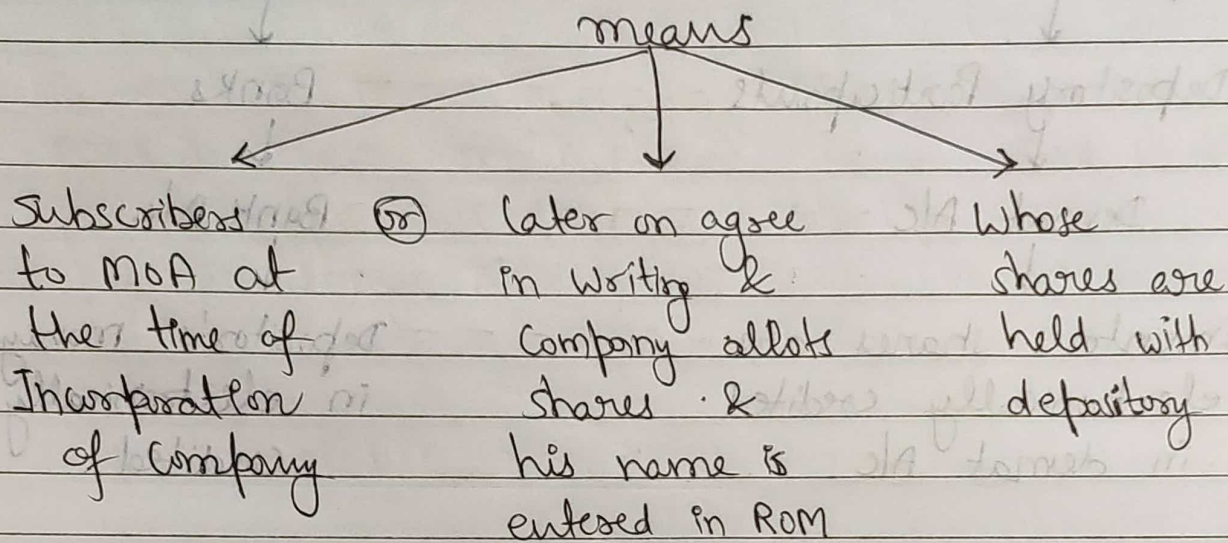 means
Subscribers
to MOA at
the time of
Incorporation
of Company
or
later on agree
in writing &
Company allots
shares &
his name is
entered in ROM
Whose
shares are
held with
depository